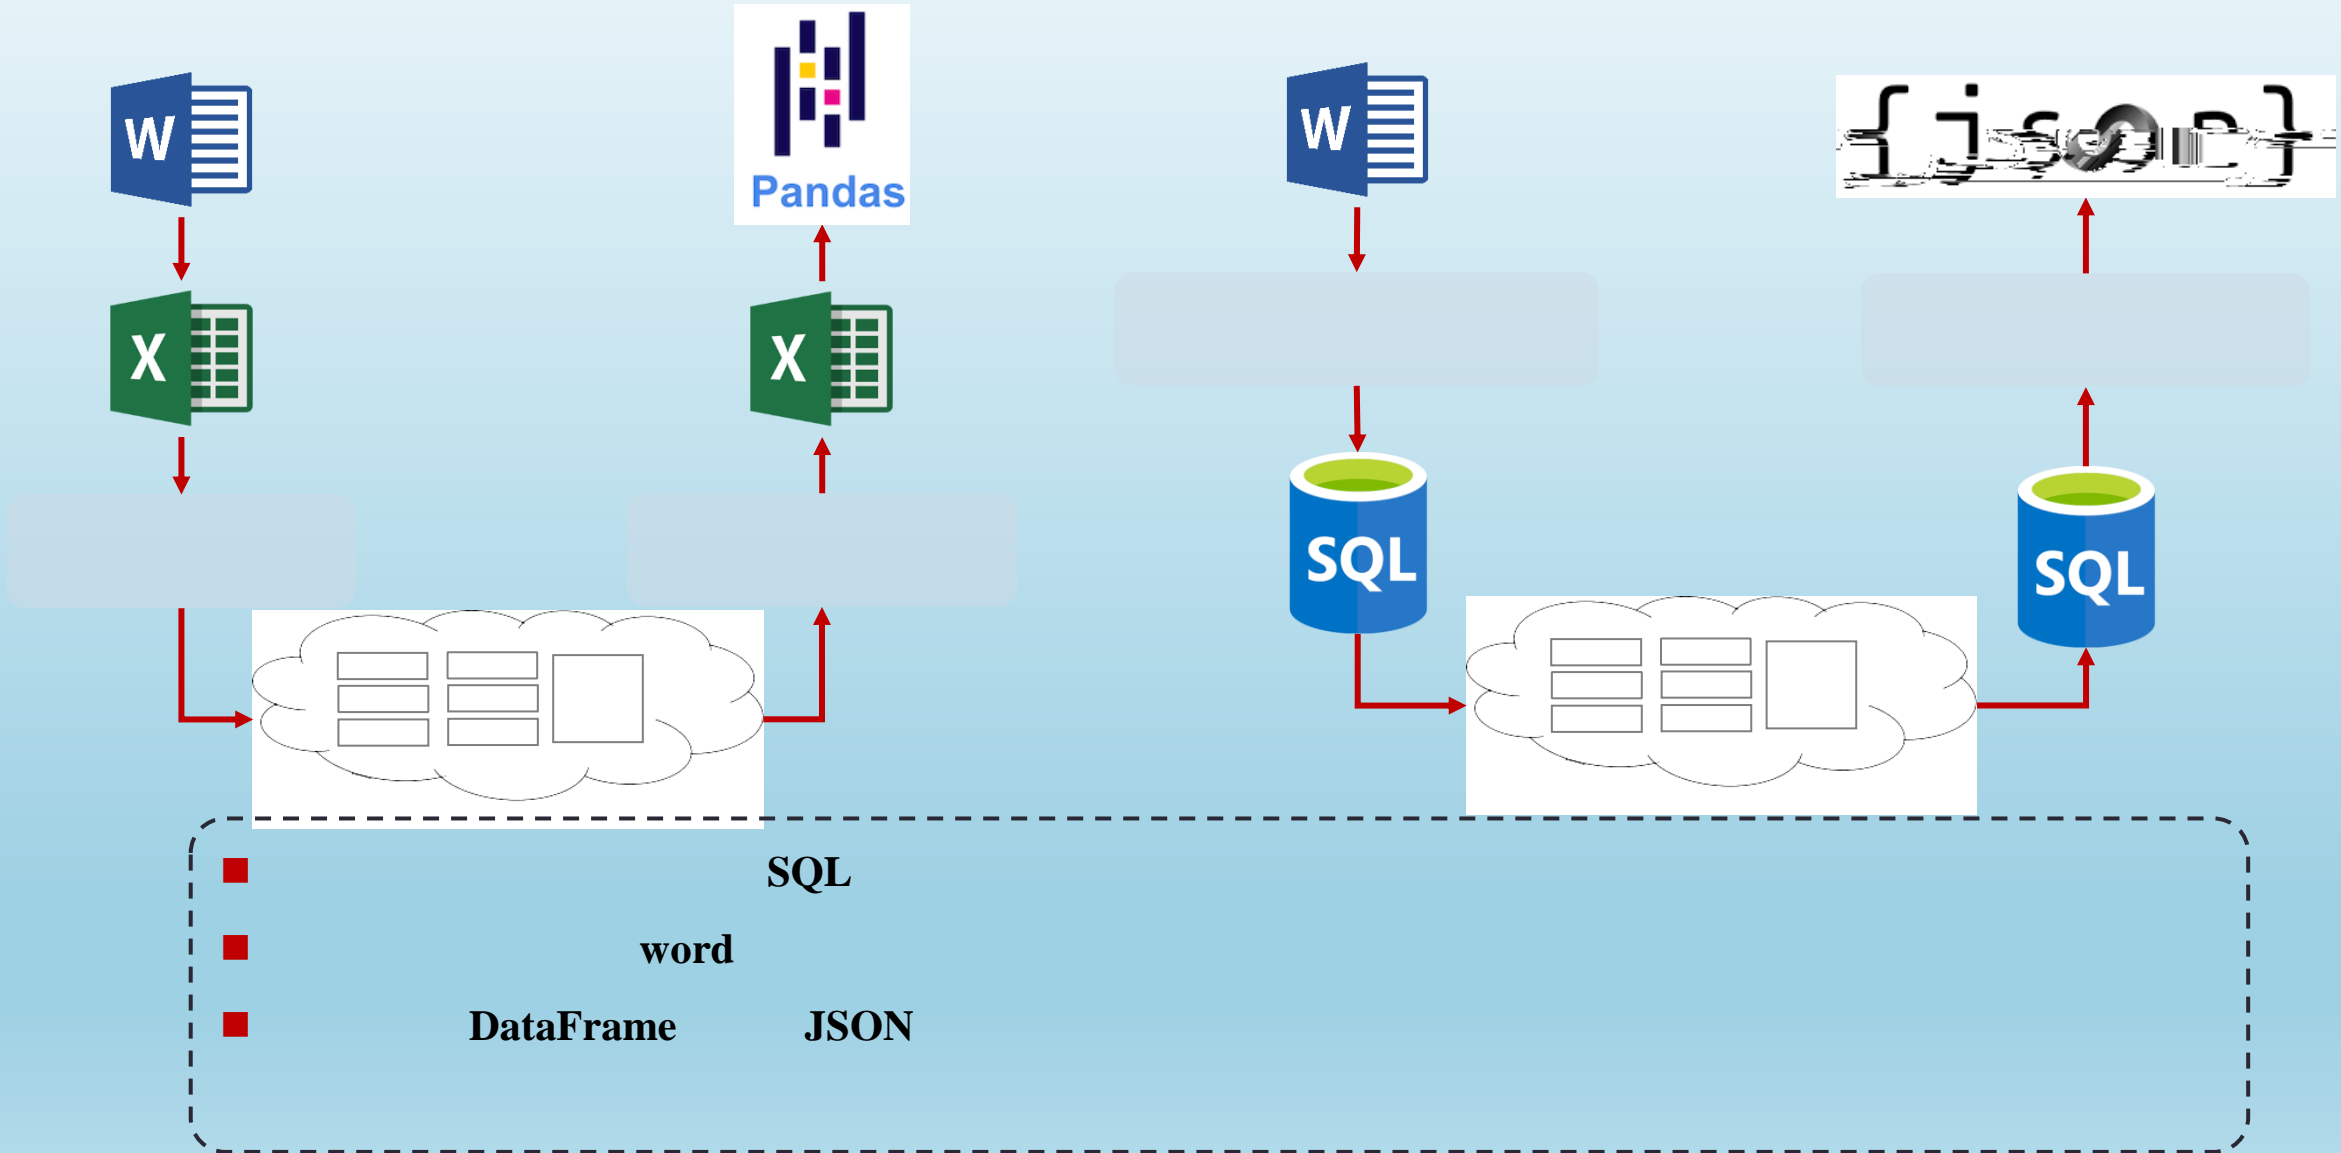 W
Pandas
W
{json}
X
X
SQL
SQL
SQL
word
DataFrame JSON